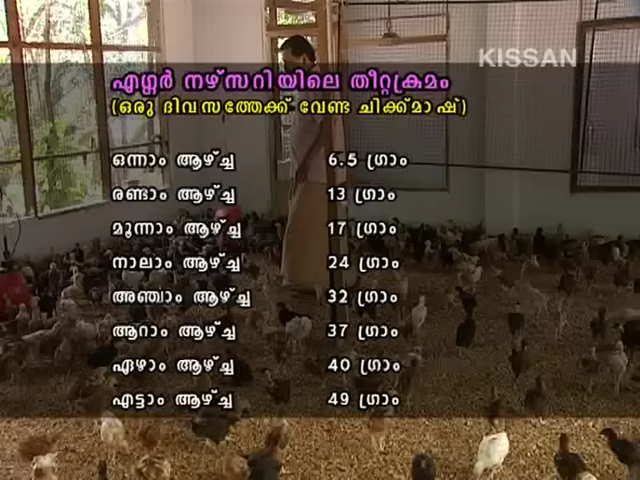 KISSAN
എഗ്ഗർ നഴ്സറിയിലെ തീറ്റക്രമം
(ഒരു ദിവസത്തേക്ക് വേണ്ട ചിക്ക്മാഷ്)
ഒന്നാം ആഴ്ച്ച 6.5 ഗ്രാം
രണ്ടാം ആഴ്ച്ച 13 ഗ്രാം
മൂന്നാം ആഴ്ച്ച 17 ഗ്രാം
നാലാം ആഴ്ച്ച 24 ഗ്രാം
അഞ്ചാം ആഴ്ച്ച 32 ഗ്രാം
ആറാം ആഴ്ച്ച 37 ഗ്രാം
ഏഴാം ആഴ്ച്ച 40 ഗ്രാം
എട്ടാം ആഴ്ച്ച 49 ഗ്രാം